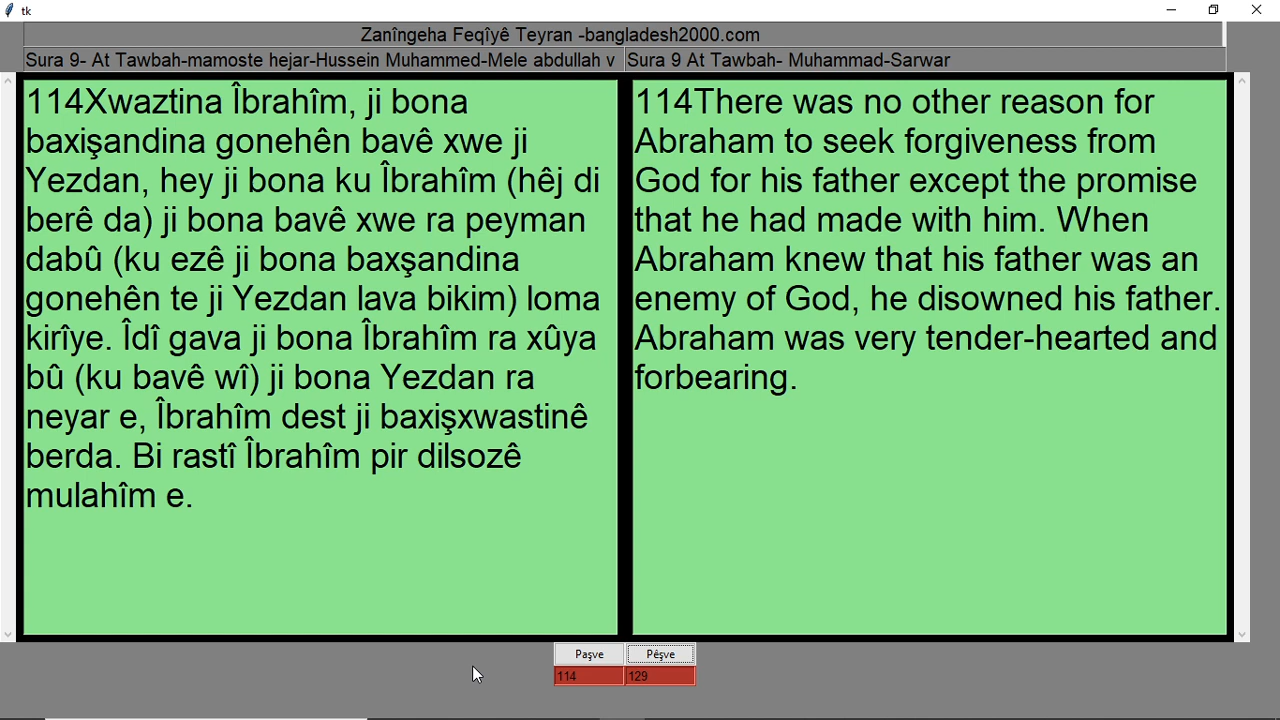 tk
Zanîngeha Feqîyê Teyran -bangladesh2000.com
Sura 9- At Tawbah-mamoste hejar-Hussein Muhammed-Mele abdullah v
Sura 9 At Tawbah- Muhammad-Sarwar
114Xwaztina Îbrahîm, ji bona
baxişandina gonehên bavê xwe ji
Yezdan, hey ji bona ku Îbrahîm (hêj di
berê da) ji bona bavê xwe ra peyman
dabû (ku ezê ji bona baxşandina
gonehên te ji Yezdan lava bikim) loma
kirîye. Îdî gava ji bona Îbrahîm ra xûya
bû (ku bavê wî) ji bona Yezdan ra
neyar e, Îbrahîm dest ji baxişxwastinê
berda. Bi rastî Îbrahîm pir dilsozê
mulahîm e.
114There was no other reason for
Abraham to seek forgiveness from
God for his father except the promise
that he had made with him. When
Abraham knew that his father was an
enemy of God, he disowned his father.
Abraham was very tender-hearted and
forbearing.
Paşve
Pêşve
114
129